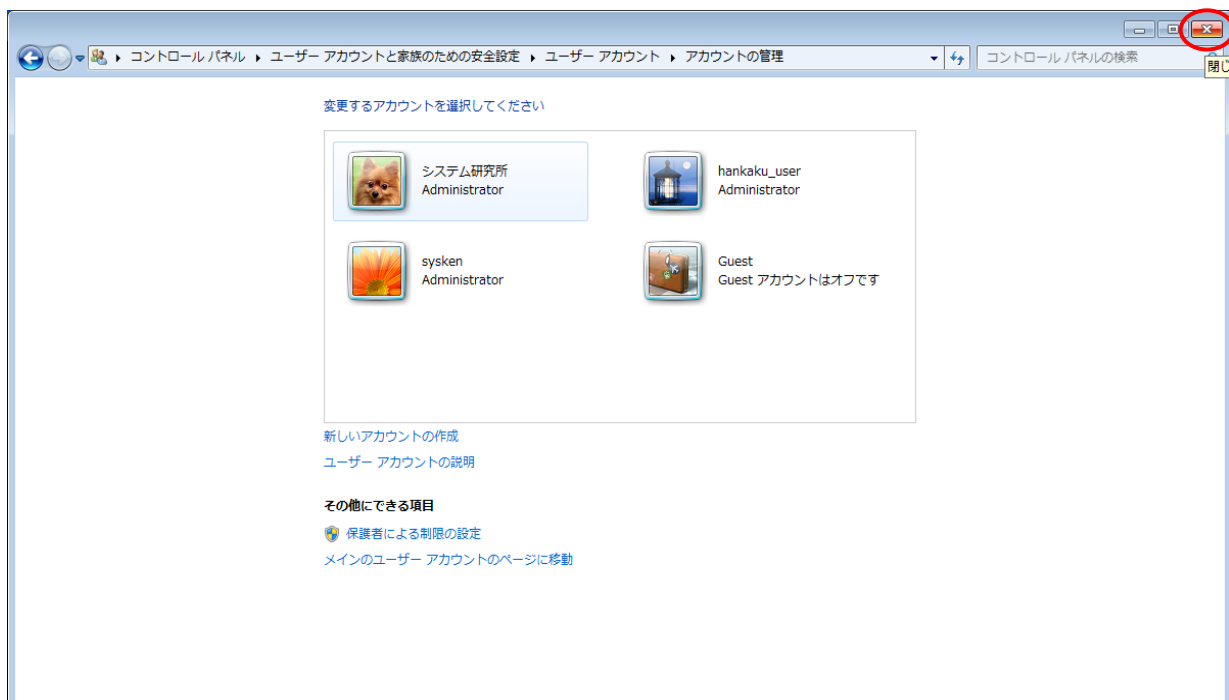 コントロール パネル ▸ ユーザー アカウントと家族のための安全設定 ▸ ユーザー アカウント ▸ アカウントの管理
コントロール パネルの検索
閉じ
変更するアカウントを選択してください
システム研究所
Administrator
hankaku_user
Administrator
sysken
Administrator
Guest
Guest アカウントはオフです
新しいアカウントの作成
ユーザー アカウントの説明
その他にできる項目
保護者による制限の設定
メインのユーザー アカウントのページに移動